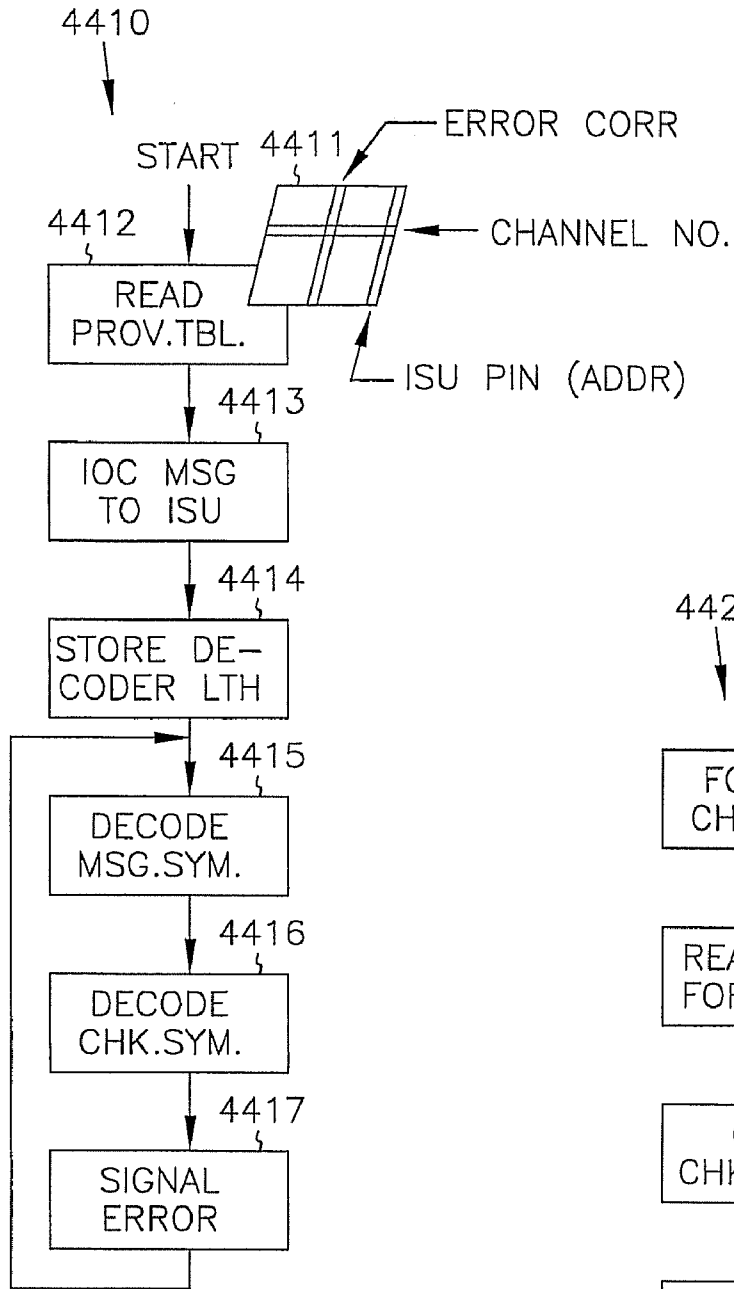 4410
START
4411
ERROR CORR
CHANNEL NO.
ISU PIN (ADDR)
4412
READ
PROV.TBL.
4413
IOC MSG
TO ISU
4414
STORE DE-
CODER LTH
4415
DECODE
MSG.SYM.
4416
DECODE
CHK.SYM.
4417
SIGNAL
ERROR